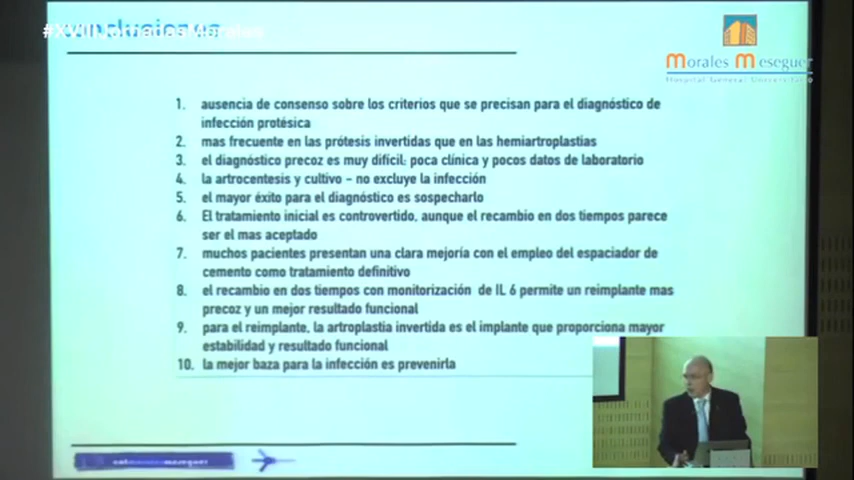 #XVIIIJornadasMorales
conclusiones
Morales Meseguer
Hospital General Universitario
1. ausencia de consenso sobre los criterios que se precisan para el diagnóstico de
infección protésica
2. mas frecuente en las prótesis invertidas que en las hemiartroplastias
3. el diagnóstico precoz es muy difícil: poca clínica y pocos datos de laboratorio
4. la artrocentesis y cultivo – no excluye la infección
5. el mayor éxito para el diagnóstico es sospecharlo
6. El tratamiento inicial es controvertido, aunque el recambio en dos tiempos parece
ser el mas aceptado
7. muchos pacientes presentan una clara mejoría con el empleo del espaciador de
cemento como tratamiento definitivo
8. el recambio en dos tiempos con monitorización de IL 6 permite un reimplante mas
precoz y un mejor resultado funcional
9. para el reimplante, la artroplastia invertida es el implante que proporciona mayor
estabilidad y resultado funcional
10. la mejor baza para la infección es prevenirla